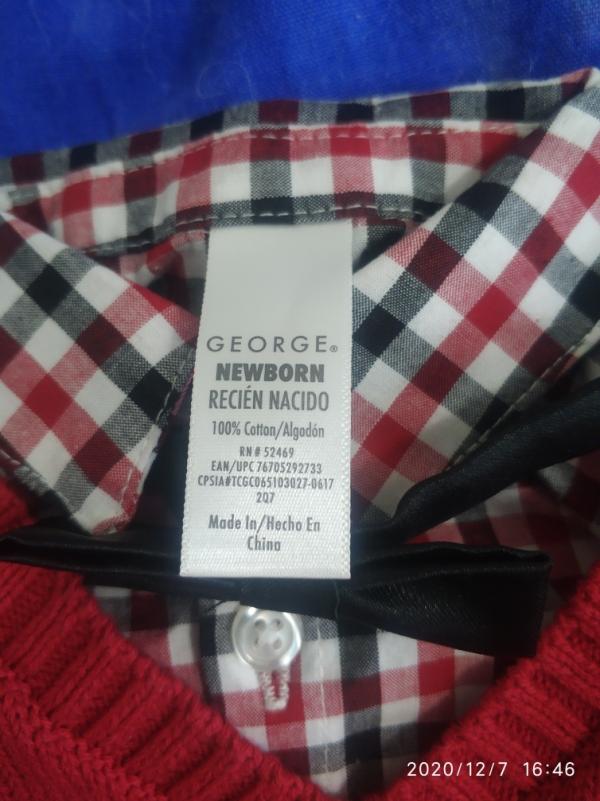 GEORGE®
NEWBORN
RECIÉN NACIDO
100% Cotton/Algodón
RN # 52469
EAN/UPC 76705292733
CPSIA#TCGC065103027-0617
2Q7
Made In/Hecho En
China
2020/12/7 16:46